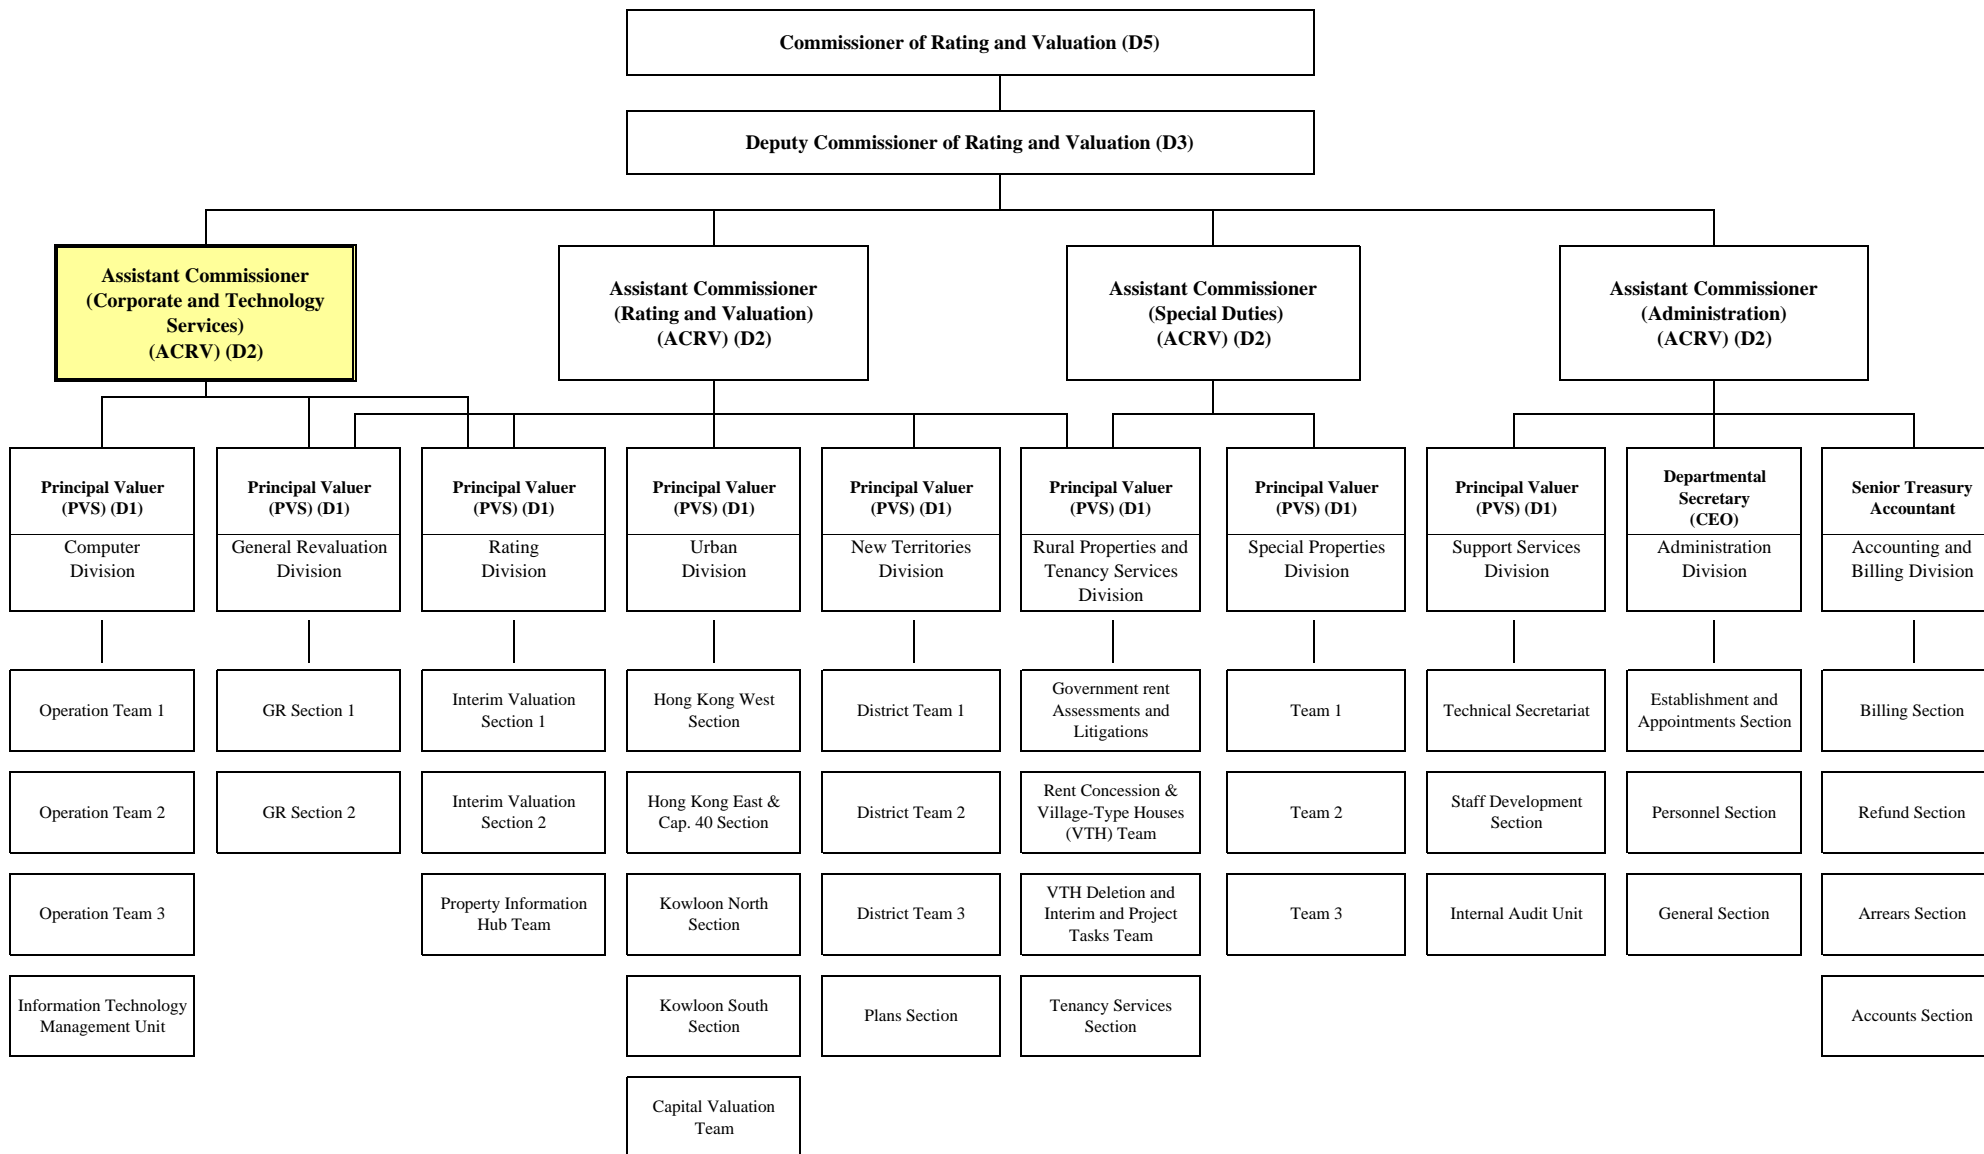 Commissioner of Rating and Valuation (D5)
Deputy Commissioner of Rating and Valuation (D3)
Assistant Commissioner
(Corporate and Technology
Services)
(ACRV) (D2)
Assistant Commissioner
(Rating and Valuation)
(ACRV) (D2)
Assistant Commissioner
(Special Duties)
(ACRV) (D2)
Assistant Commissioner
(Administration)
(ACRV) (D2)
Principal Valuer
(PVS) (D1)
Computer
Division
Principal Valuer
(PVS) (D1)
General Revaluation
Division
Principal Valuer
(PVS) (D1)
Rating
Division
Principal Valuer
(PVS) (D1)
Urban
Division
Principal Valuer
(PVS) (D1)
New Territories
Division
Principal Valuer
(PVS) (D1)
Rural Properties and
Tenancy Services
Division
Principal Valuer
(PVS) (D1)
Special Properties
Division
Principal Valuer
(PVS) (D1)
Support Services
Division
Departmental
Secretary
(CEO)
Administration
Division
Senior Treasury
Accountant
Accounting and
Billing Division
Operation Team 1
GR Section 1
Interim Valuation
Section 1
Hong Kong West
Section
District Team 1
Government rent
Assessments and
Litigations
Team 1
Technical Secretariat
Establishment and
Appointments Section
Billing Section
Operation Team 2
GR Section 2
Interim Valuation
Section 2
Hong Kong East &
Cap. 40 Section
District Team 2
Rent Concession &
Village-Type Houses
(VTH) Team
Team 2
Staff Development
Section
Personnel Section
Refund Section
Operation Team 3
Property Information
Hub Team
Kowloon North
Section
District Team 3
VTH Deletion and
Interim and Project
Tasks Team
Team 3
Internal Audit Unit
General Section
Arrears Section
Information Technology
Management Unit
Kowloon South
Section
Plans Section
Tenancy Services
Section
Accounts Section
Capital Valuation
Team